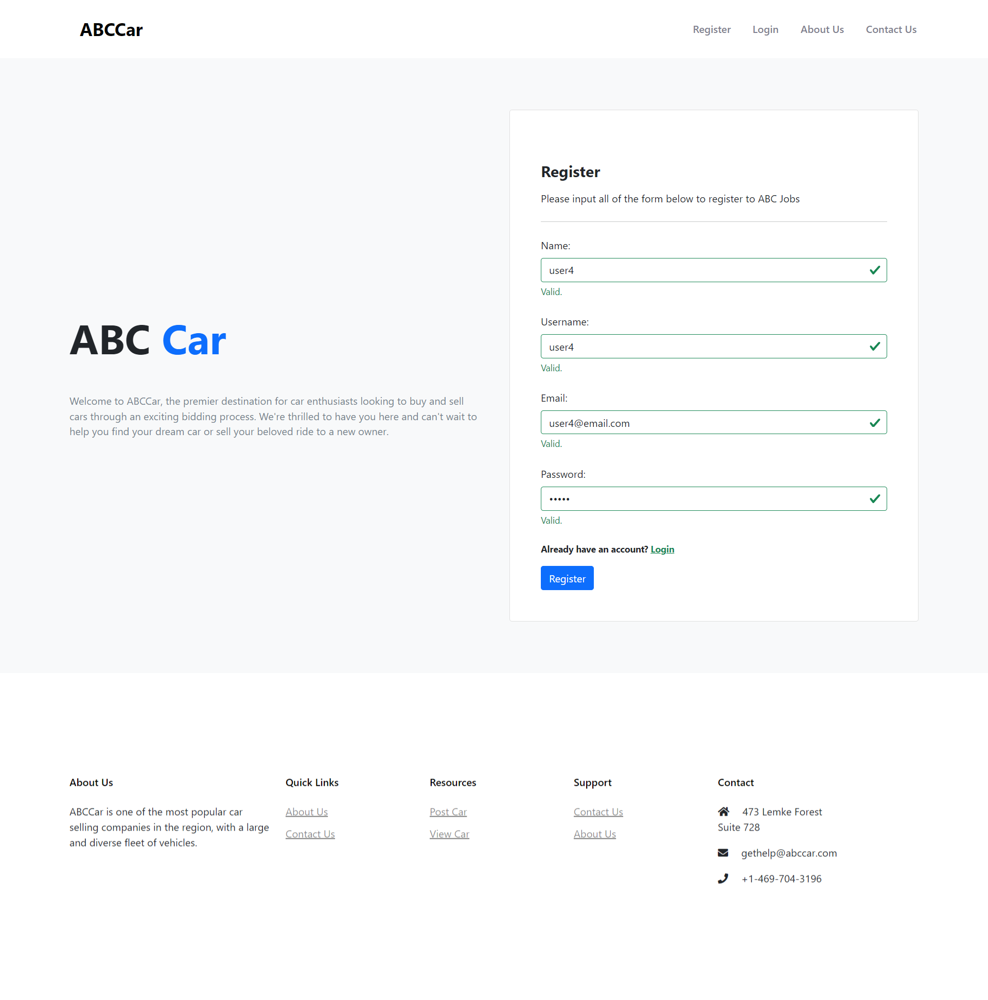 ABCCar
Register
Login
About Us
Contact Us
ABC Car
Welcome to ABCCar, the premier destination for car enthusiasts looking to buy and sell
cars through an exciting bidding process. We're thrilled to have you here and can't wait to
help you find your dream car or sell your beloved ride to a new owner.
Register
Please input all of the form below to register to ABC Jobs
Name:
user4
Valid.
Username:
user4
Valid.
Email:
user4@email.com
Valid.
Password:
•••••
Valid.
Already have an account? Login
Register
About Us
ABCCar is one of the most popular car
selling companies in the region, with a large
and diverse fleet of vehicles.
Quick Links
About Us
Contact Us
Resources
Post Car
View Car
Support
Contact Us
About Us
Contact
473 Lemke Forest
Suite 728
gethelp@abccar.com
+1-469-704-3196